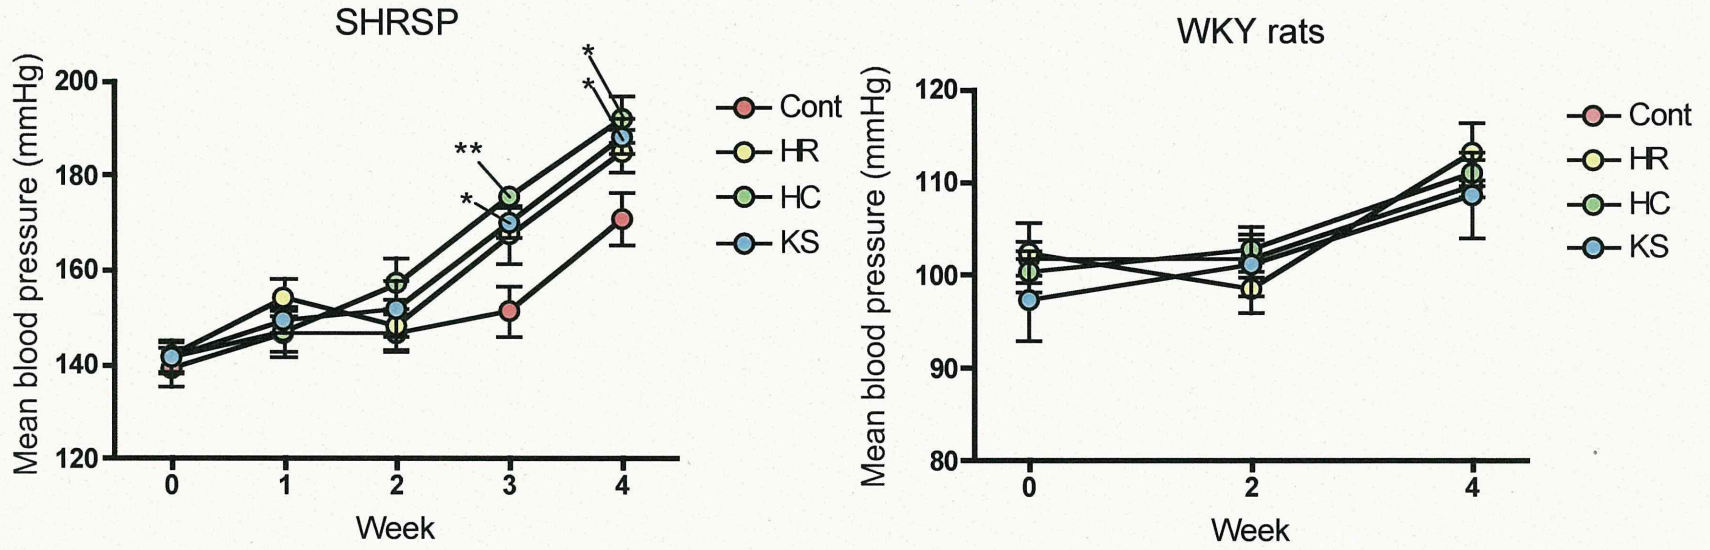 SHRSP
Mean blood pressure (mmHg)
200
180
160
140
120
0 1 2 3 4
Week
*
*
**
*
Cont
HR
HC
KS
WKY rats
Mean blood pressure (mmHg)
120
110
100
90
80
0 2 4
Week
Cont
HR
HC
KS